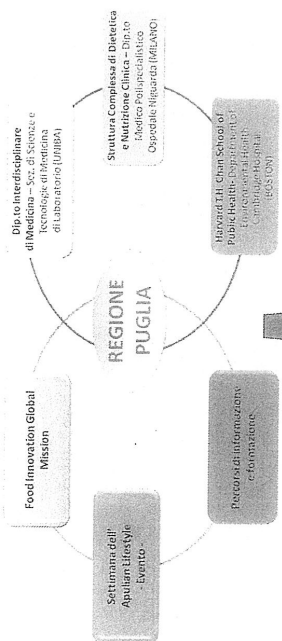 Food Innovation Global
Mission
Settimana dell'
Apulian Lifestyle
- Evento -
Percorsi di informazione
e formazione
REGIONE
PUGLIA
Dip.to Interdisciplinare
di Medicina – Sez. di Scienze e
Tecnologie di Medicina
di Laboratorio (UNIBA)
Struttura Complessa di Dietetica
e Nutrizione Clinica – Dip.to
Medico Polispecialistico
Ospedale Niguarda (MILANO)
Harvard T.H. Chan School of
Public Health- Department of
Environmental Health
Cambridge Hospital
(BOSTON)